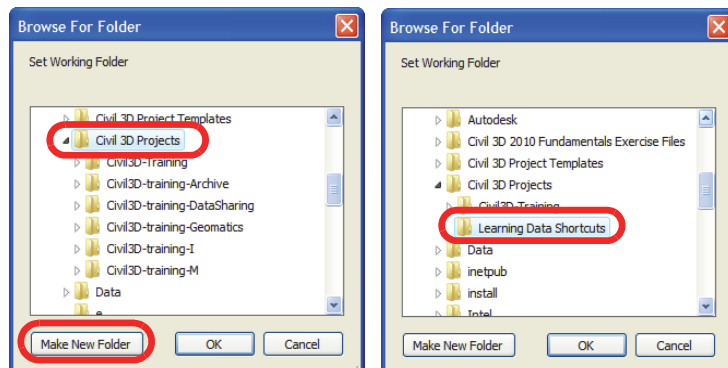 Browse For Folder
Set Working Folder
Civil 3D Project Templates
Civil 3D Projects
Civil3D-Training
Civil3D-training-Archive
Civil3D-training-DataSharing
Civil3D-training-Geomatics
Civil3D-training-I
Civil3D-training-M
Data
Make New Folder
OK
Cancel
Browse For Folder
Set Working Folder
Autodesk
Civil 3D 2010 Fundamentals Exercise Files
Civil 3D Project Templates
Civil 3D Projects
Civil3D-Training
Learning Data Shortcuts
Data
inetpub
install
Intel
Make New Folder
OK
Cancel